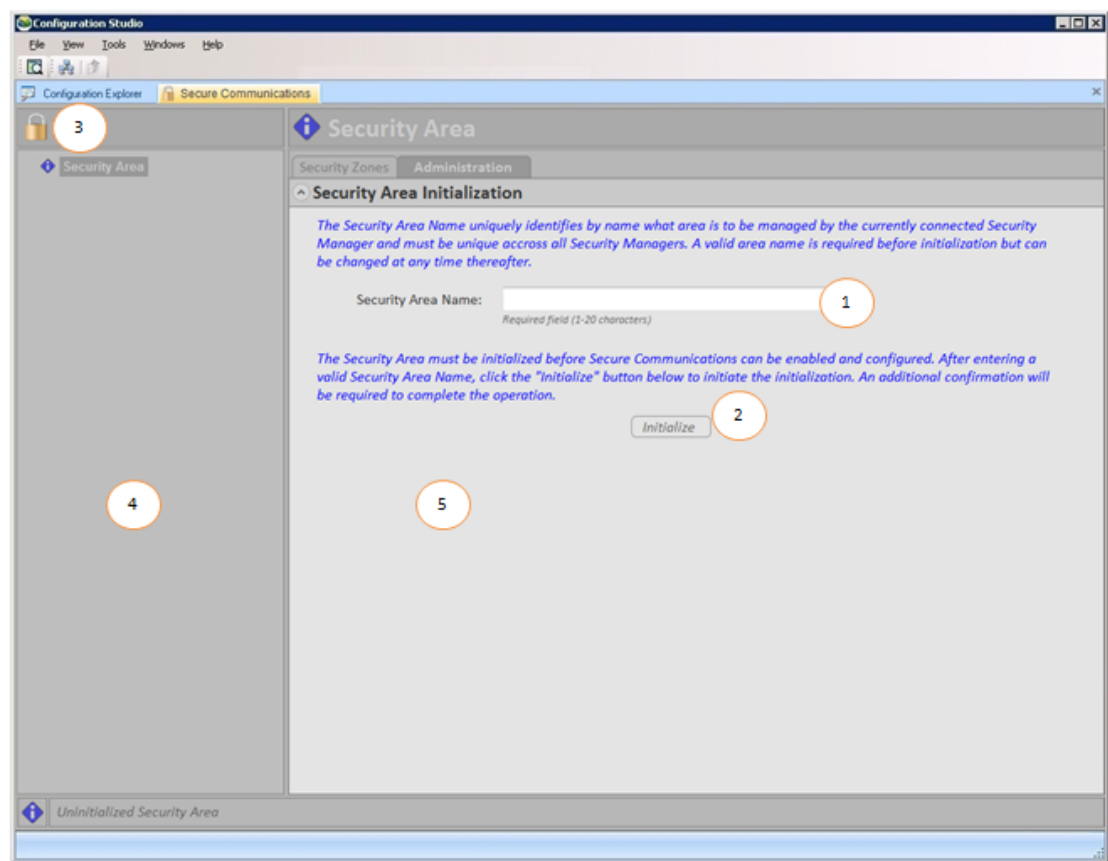 Configuration Studio
File View Tools Windows Help
Configuration Explorer Secure Communications
3
Security Area
Security Area
Security Zones Administration
Security Area Initialization
The Security Area Name uniquely identifies by name what area is to be managed by the currently connected Security
Manager and must be unique accross all Security Managers. A valid area name is required before initialization but can
be changed at any time thereafter.
Security Area Name:
1
Required field (1-20 characters)
The Security Area must be initialized before Secure Communications can be enabled and configured. After entering a
valid Security Area Name, click the "Initialize" button below to initiate the initialization. An additional confirmation will
be required to complete the operation.
Initialize
2
4
5
Uninitialized Security Area